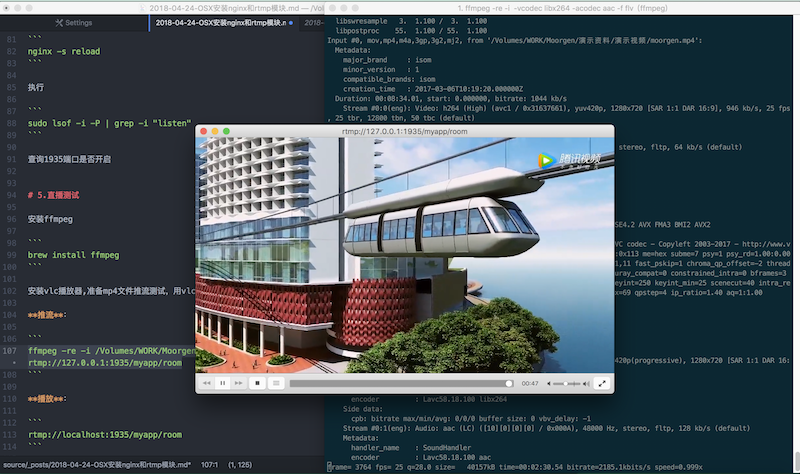 Settings
2018-04-24-OSX安装nginx和rtmp模块.md — /Volu
2018-04-24-OSX安装nginx和rtmp模块.md
2018-
81 ```
82 nginx -s reload
83 ```
84
85 执行
86
87 ```
88 sudo lsof -i -P | grep -i "listen"
89 ```
90
91 查询1935端口是否开启
92
93
94 # 5.直播测试
95
96 安装ffmpeg
97
98 ```
99 brew install ffmpeg
100 ```
101
102 安装vlc播放器,准备mp4文件推流测试, 用vlc
103
104 **推流**:
105
106 ```
107 ffmpeg -re -i /Volumes/WORK/Moorgen
• rtmp://127.0.0.1:1935/myapp/room
108 ```
109
110 **播放**:
111
112 ```
113 rtmp://localhost:1935/myapp/room
114 ```
source/_posts/2018-04-24-OSX安装nginx和rtmp模块.md* 107:1 (1, 125)
1. ffmpeg -re -i -vcodec libx264 -acodec aac -f flv (ffmpeg)
libswresample 3. 1.100 / 3. 1.100
libpostproc 55. 1.100 / 55. 1.100
Input #0, mov,mp4,m4a,3gp,3g2,mj2, from '/Volumes/WORK/Moorgen/演示资料/演示视频/moorgen.mp4':
Metadata:
major_brand : isom
minor_version : 1
compatible_brands: isom
creation_time : 2017-03-06T10:19:20.000000Z
Duration: 00:08:34.01, start: 0.000000, bitrate: 1044 kb/s
Stream #0:0(eng): Video: h264 (High) (avc1 / 0x31637661), yuv420p, 1280x720 [SAR 1:1 DAR 16:9], 946 kb/s, 25 fps
, 25 tbr, 12800 tbn, 50 tbc (default)
stereo, fltp, 64 kb/s (default)
SE4.2 AVX FMA3 BMI2 AVX2
VC codec - Copyleft 2003-2017 - http://www.v
:0x113 me=hex subme=7 psy=1 psy_rd=1.00:0.00
1,11 fast_pskip=1 chroma_qp_offset=-2 thread
uray_compat=0 constrained_intra=0 bframes=3
eyint=250 keyint_min=25 scenecut=40 intra_re
x=69 qpstep=4 ip_ratio=1.40 aq=1:1.00
420p(progressive), 1280x720 [SAR 1:1 DAR 16:
encoder : Lavc58.18.100 libx264
Side data:
cpb: bitrate max/min/avg: 0/0/0 buffer size: 0 vbv_delay: -1
Stream #0:1(eng): Audio: aac (LC) ([10][0][0][0] / 0x000A), 48000 Hz, stereo, fltp, 128 kb/s (default)
Metadata:
handler_name : SoundHandler
encoder : Lavc58.18.100 aac
frame= 3764 fps= 25 q=28.0 size= 40157kB time=00:02:30.54 bitrate=2185.1kbits/s speed=0.999x
rtmp://127.0.0.1:1935/myapp/room
腾讯视频
00:47